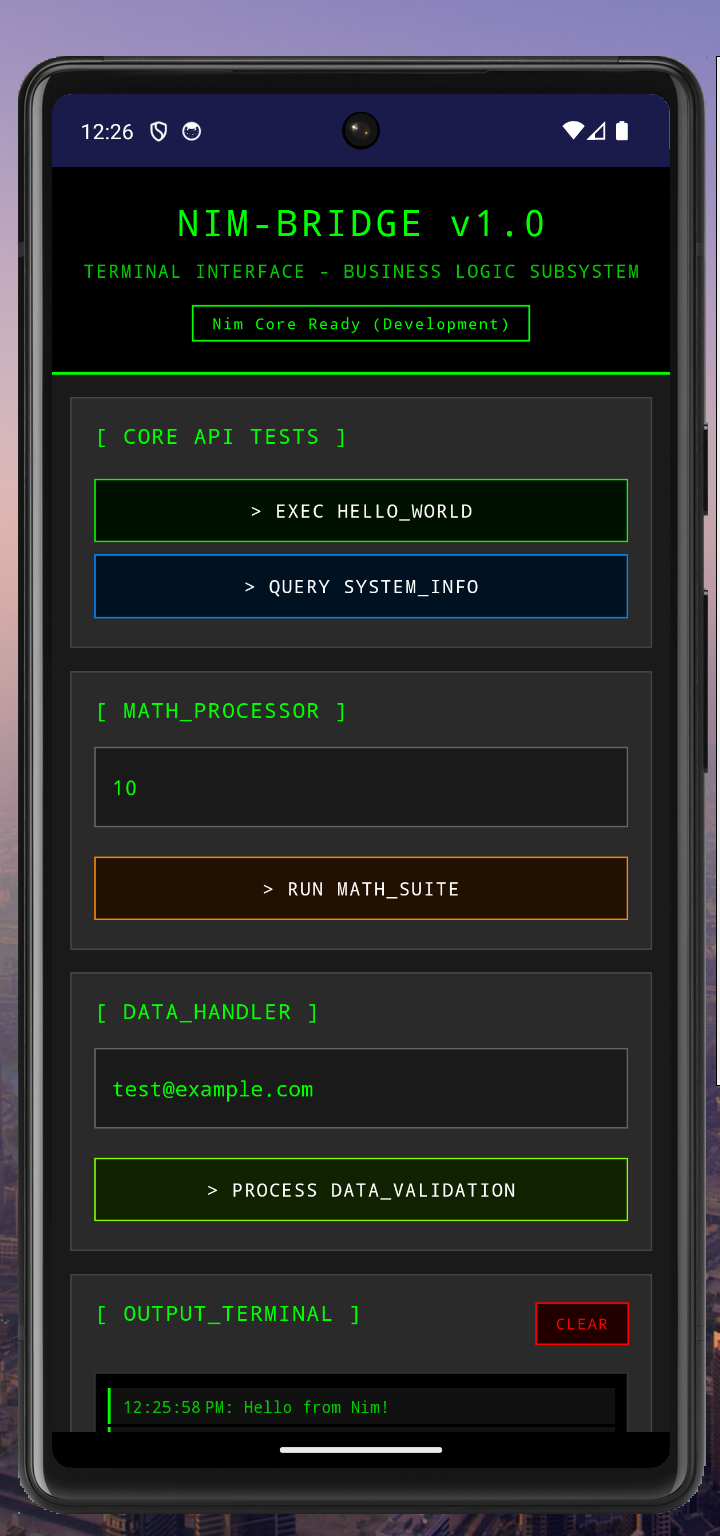 12:26
NIM-BRIDGE v1.0
TERMINAL INTERFACE - BUSINESS LOGIC SUBSYSTEM
Nim Core Ready (Development)
[ CORE API TESTS ]
> EXEC HELLO_WORLD
> QUERY SYSTEM_INFO
[ MATH_PROCESSOR ]
10
> RUN MATH_SUITE
[ DATA_HANDLER ]
test@example.com
> PROCESS DATA_VALIDATION
[ OUTPUT_TERMINAL ]
CLEAR
12:25:58 PM: Hello from Nim!